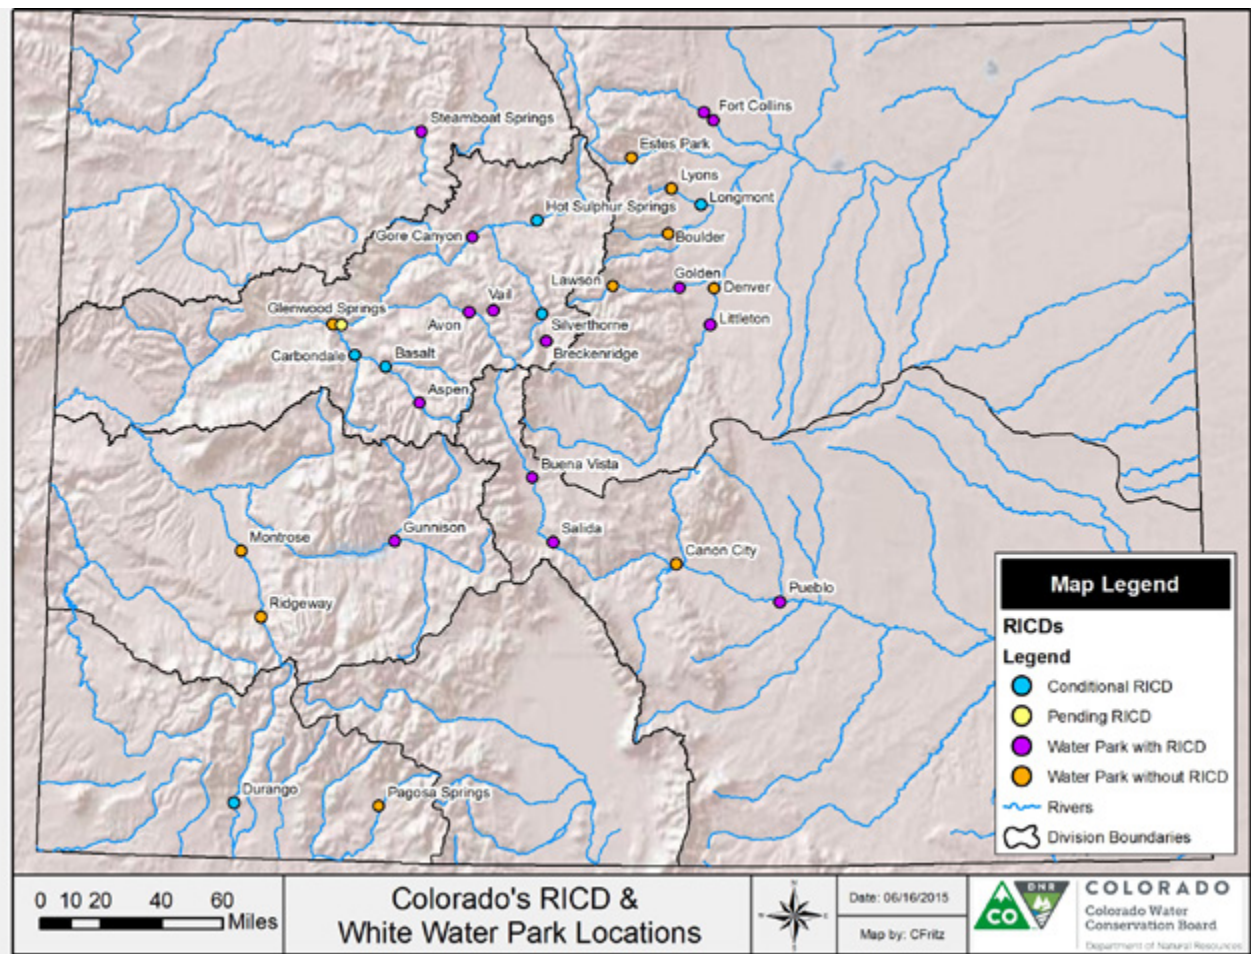 Fort Collins
Steamboat Springs
Estes Park
Lyons
Longmont
Hot Sulphur Springs
Gore Canyon
Boulder
Lawson
Golden
Denver
Glenwood Springs
Vail
Avon
Silverthorne
Littleton
Breckenridge
Carbondale
Basalt
Aspen
Buena Vista
Gunnison
Salida
Montrose
Canon City
Pueblo
Ridgeway
Durango
Pagosa Springs
Map Legend
RICDs
Legend
Conditional RICD
Pending RICD
Water Park with RICD
Water Park without RICD
Rivers
Division Boundaries
0 10 20 40 60
Miles
Colorado's RICD &
White Water Park Locations
N
W E
S
Date: 06/16/2015
Map by: CFritz
CO
DNR
COLORADO
Colorado Water
Conservation Board
Department of Natural Resources